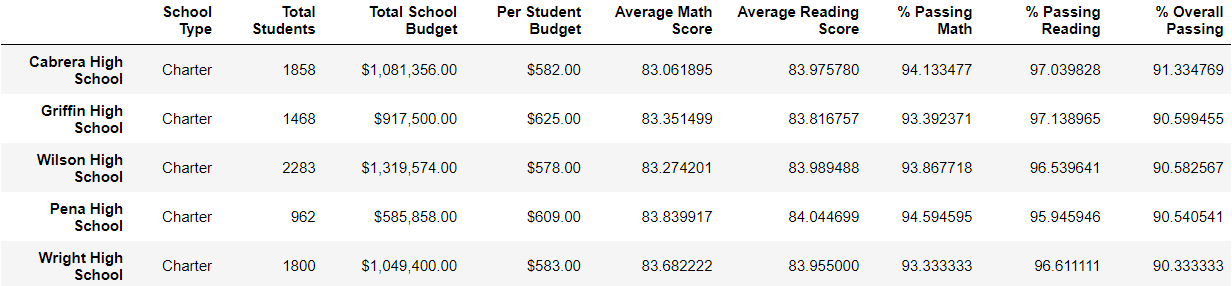 School Type Total Students Total School Budget Per Student Budget Average Math Score Average Reading Score % Passing Math % Passing Reading % Overall Passing
Cabrera High School Charter 1858 $1,081,356.00 $582.00 83.061895 83.975780 94.133477 97.039828 91.334769
Griffin High School Charter 1468 $917,500.00 $625.00 83.351499 83.816757 93.392371 97.138965 90.599455
Wilson High School Charter 2283 $1,319,574.00 $578.00 83.274201 83.989488 93.867718 96.539641 90.582567
Pena High School Charter 962 $585,858.00 $609.00 83.839917 84.044699 94.594595 95.945946 90.540541
Wright High School Charter 1800 $1,049,400.00 $583.00 83.682222 83.955000 93.333333 96.611111 90.333333